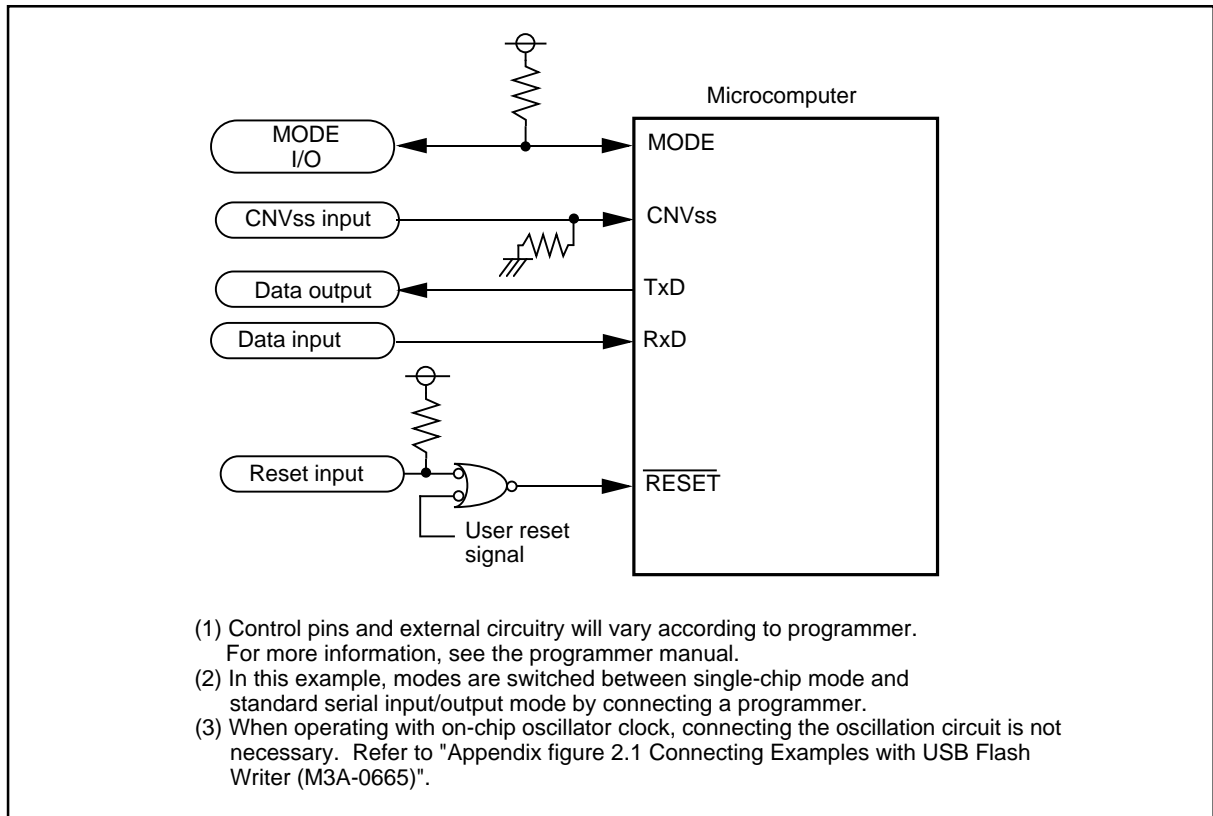 Microcomputer
MODE
I/O
MODE
CNVss input
CNVss
Data output
TxD
Data input
RxD
Reset input
RESET
User reset
signal
(1) Control pins and external circuitry will vary according to programmer.
For more information, see the programmer manual.
(2) In this example, modes are switched between single-chip mode and
standard serial input/output mode by connecting a programmer.
(3) When operating with on-chip oscillator clock, connecting the oscillation circuit is not
necessary. Refer to "Appendix figure 2.1 Connecting Examples with USB Flash
Writer (M3A-0665)".